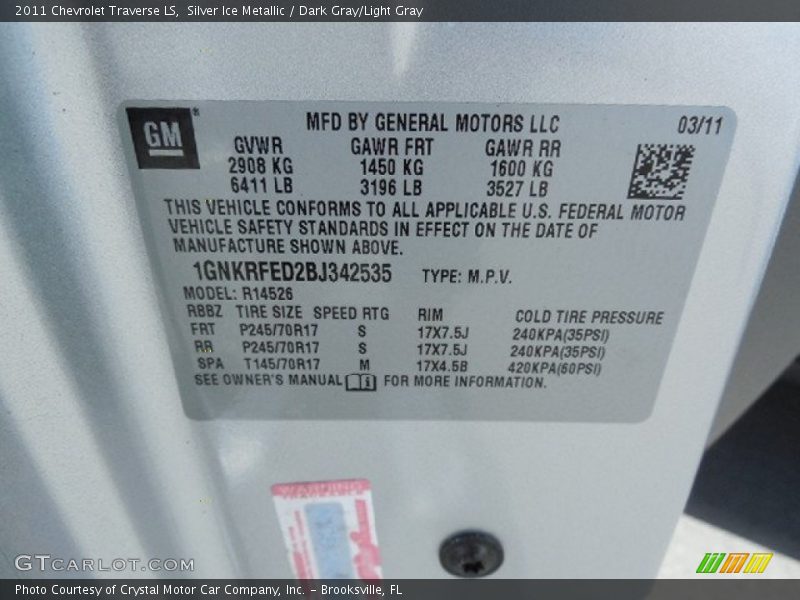 2011 Chevrolet Traverse LS, Silver Ice Metallic / Dark Gray/Light Gray
GM®
MFD BY GENERAL MOTORS LLC 03/11
GVWR GAWR FRT GAWR RR
2908 KG 1450 KG 1600 KG
6411 LB 3196 LB 3527 LB
THIS VEHICLE CONFORMS TO ALL APPLICABLE U.S. FEDERAL MOTOR
VEHICLE SAFETY STANDARDS IN EFFECT ON THE DATE OF
MANUFACTURE SHOWN ABOVE.
1GNKRFED2BJ342535 TYPE: M.P.V.
MODEL: R14526
RBBZ TIRE SIZE SPEED RTG RIM COLD TIRE PRESSURE
FRT P245/70R17 S 17X7.5J 240KPA(35PSI)
RR P245/70R17 S 17X7.5J 240KPA(35PSI)
SPA T145/70R17 M 17X4.5B 420KPA(60PSI)
SEE OWNER'S MANUAL FOR MORE INFORMATION.
GTCARLOT.COM
Photo Courtesy of Crystal Motor Car Company, Inc. – Brooksville, FL